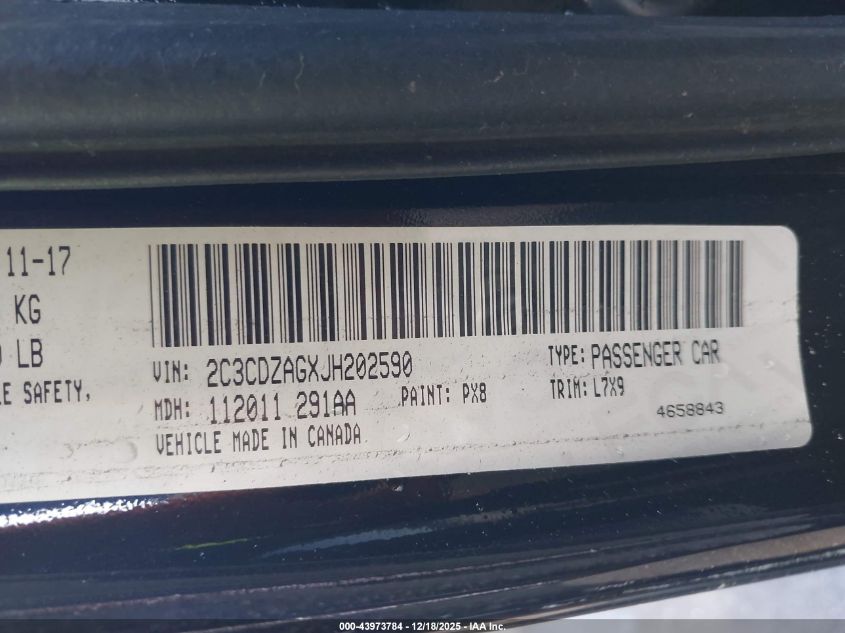 11-17
KG
LB
LE SAFETY,
VIN: 2C3CDZAGXJH202590
TYPE: PASSENGER CAR
MDH: 112011 291AA
PAINT: PX8
TRIM: L7X9
VEHICLE MADE IN CANADA
4658843
000-43973784 - 12/18/2025 - IAA Inc.